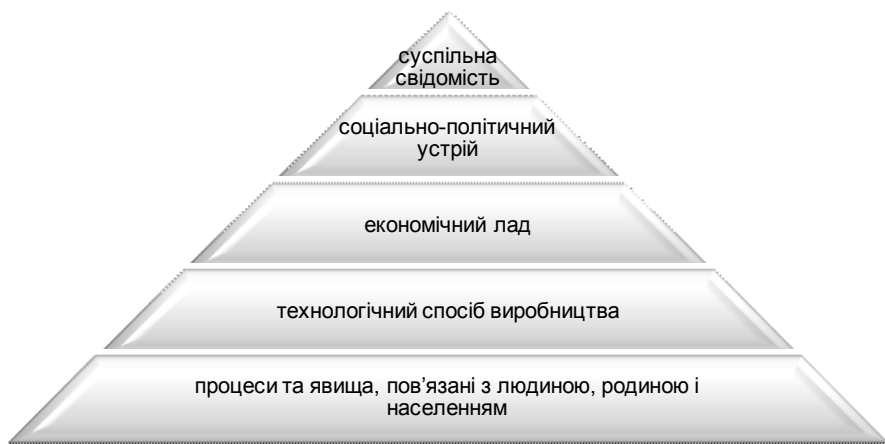 суспільна
свідомість
соціально-політичний
устрій
економічний лад
технологічний спосіб виробництва
процеси та явища, пов’язані з людиною, родиною і
населенням